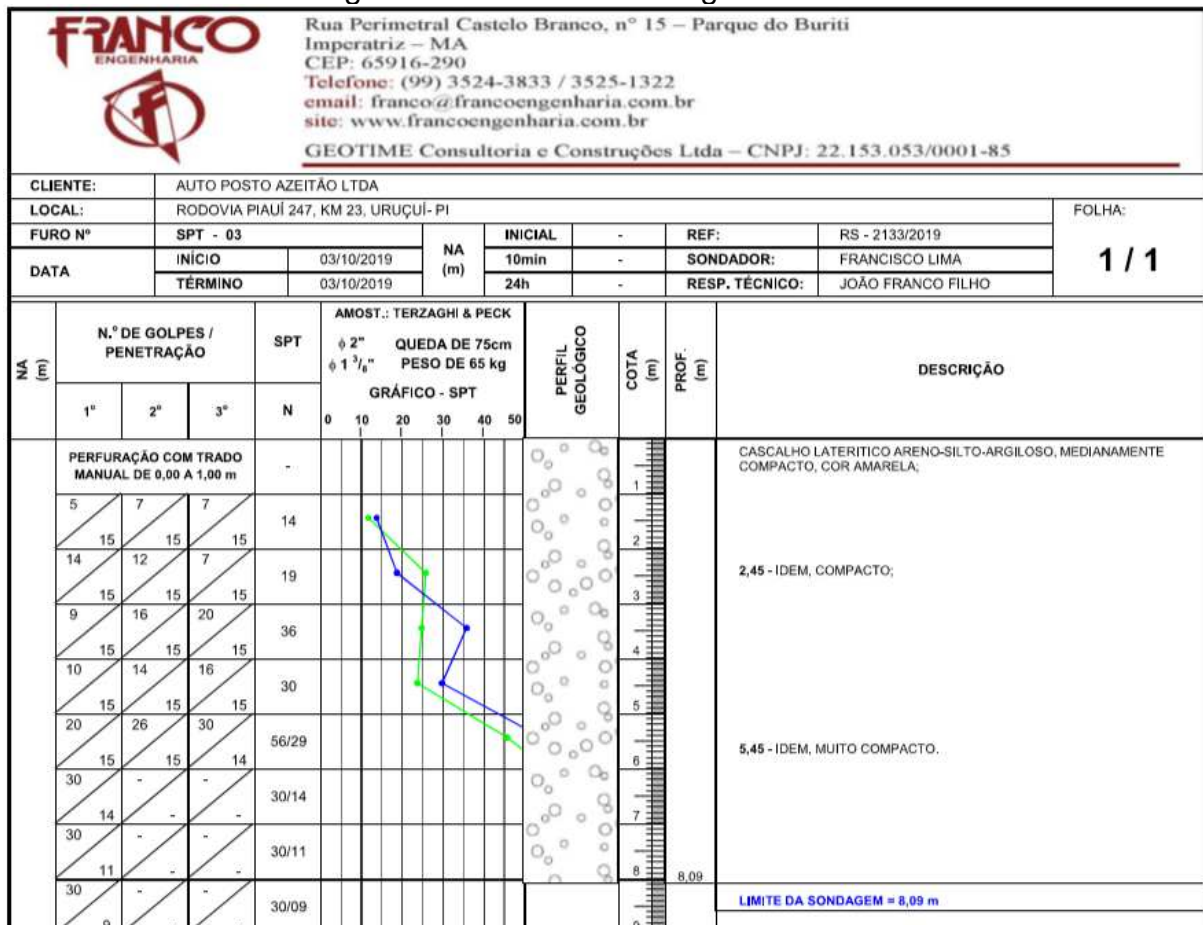 FRANCO
ENGENHARIA
Rua Perimetral Castelo Branco, n° 15 – Parque do Buriti
Imperatriz – MA
CEP: 65916-290
Telefone: (99) 3524-3833 / 3525-1322
email: franco@francoengenharia.com.br
site: www.francoengenharia.com.br
GEOTIME Consultoria e Construções Ltda – CNPJ: 22.153.053/0001-85
CLIENTE: AUTO POSTO AZEITÃO LTDA
LOCAL: RODOVIA PIAUÍ 247, KM 23, URUÇUÍ- PI FOLHA:
FURO Nº SPT - 03 NA (m) INICIAL - REF: RS - 2133/2019
DATA INÍCIO 03/10/2019 10min - SONDADOR: FRANCISCO LIMA 1 / 1
TÉRMINO 03/10/2019 24h - RESP. TÉCNICO: JOÃO FRANCO FILHO
NA (m)
N.º DE GOLPES / PENETRAÇÃO
1° 2° 3°
SPT
N
AMOST.: TERZAGHI & PECK
ϕ 2" QUEDA DE 75cm
ϕ 1 3/8" PESO DE 65 kg
GRÁFICO - SPT
0 10 20 30 40 50
PERFIL GEOLÓGICO
COTA (m)
PROF. (m)
DESCRIÇÃO
PERFURAÇÃO COM TRADO
MANUAL DE 0,00 A 1,00 m
-
CASCALHO LATERITICO ARENO-SILTO-ARGILOSO, MEDIANAMENTE
COMPACTO, COR AMARELA;
1
5 7 7
15 15 15
14
2
14 12 7
15 15 15
19
2,45 - IDEM, COMPACTO;
3
9 16 20
15 15 15
36
4
10 14 16
15 15 15
30
5
20 26 30
15 15 14
56/29
5,45 - IDEM, MUITO COMPACTO.
6
30 - -
14 - -
30/14
7
30 - -
11 - -
30/11
8
8,09
30 - -
30/09
LIMITE DA SONDAGEM = 8,09 m